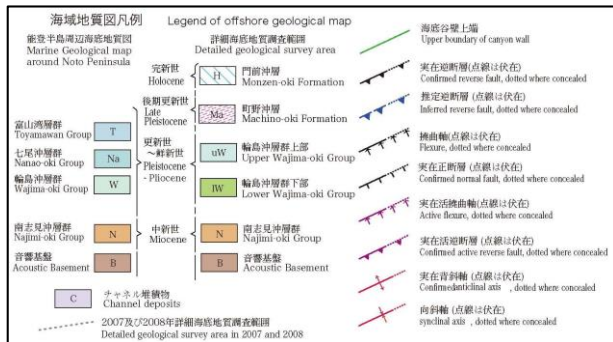 海域地質図凡例 Legend of offshore geological map
能登半島周辺海底地質図
Marine Geological map
around Noto Peninsula
詳細海底地質調査範囲
Detailed geological survey area
完新世
Holocene
H
門前沖層
Monzen-oki Formation
後期更新世
Late
Pleistocene
Ma
町野沖層
Machino-oki Formation
富山湾層群
Toyamawan Group
T
七尾沖層群
Nanao-oki Group
Na
輪島沖層群
Wajima-oki Group
W
更新世
～鮮新世
Pleistocene
- Pliocene
uW
輪島沖層群上部
Upper Wajima-oki Group
lW
輪島沖層群下部
Lower Wajima-oki Group
南志見沖層群
Najimi-oki Group
N
中新世
Miocene
N
南志見沖層群
Najimi-oki Group
音響基盤
Acoustic Basement
B
B
音響基盤
Acoustic Basement
C
チャネル堆積物
Channel deposits
2007及び2008年詳細海底地質調査範囲
Detailed geological survey area in 2007 and 2008
海底谷壁上端
Upper boundary of canyon wall
実在逆断層(点線は伏在)
Confirmed reverse fault, dotted where concealed
推定逆断層(点線は伏在)
Inferred reverse fault, dotted where concealed
撓曲軸(点線は伏在)
Flexure, dotted where concealed
実在正断層(点線は伏在)
Confirmed normal fault, dotted where concealed
実在活撓曲軸(点線は伏在)
Active flexure, dotted where concealed
実在活逆断層(点線は伏在)
Confirmed active reverse fault, dotted where concealed
実在背斜軸(点線は伏在)
Confirmedanticlinal axis , dotted where concealed
向斜軸(点線は伏在)
synclinal axis , dotted where concealed